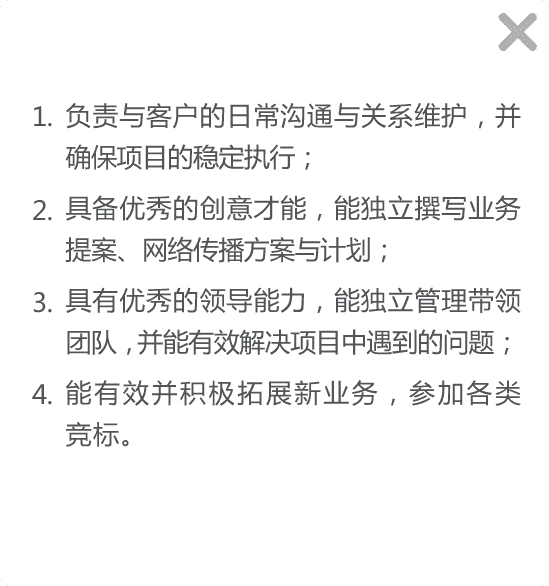 1. 负责与客户的日常沟通与关系维护，并
确保项目的稳定执行；
2. 具备优秀的创意才能，能独立撰写业务
提案、网络传播方案与计划；
3. 具有优秀的领导能力，能独立管理带领
团队，并能有效解决项目中遇到的问题；
4. 能有效并积极拓展新业务，参加各类
竞标。